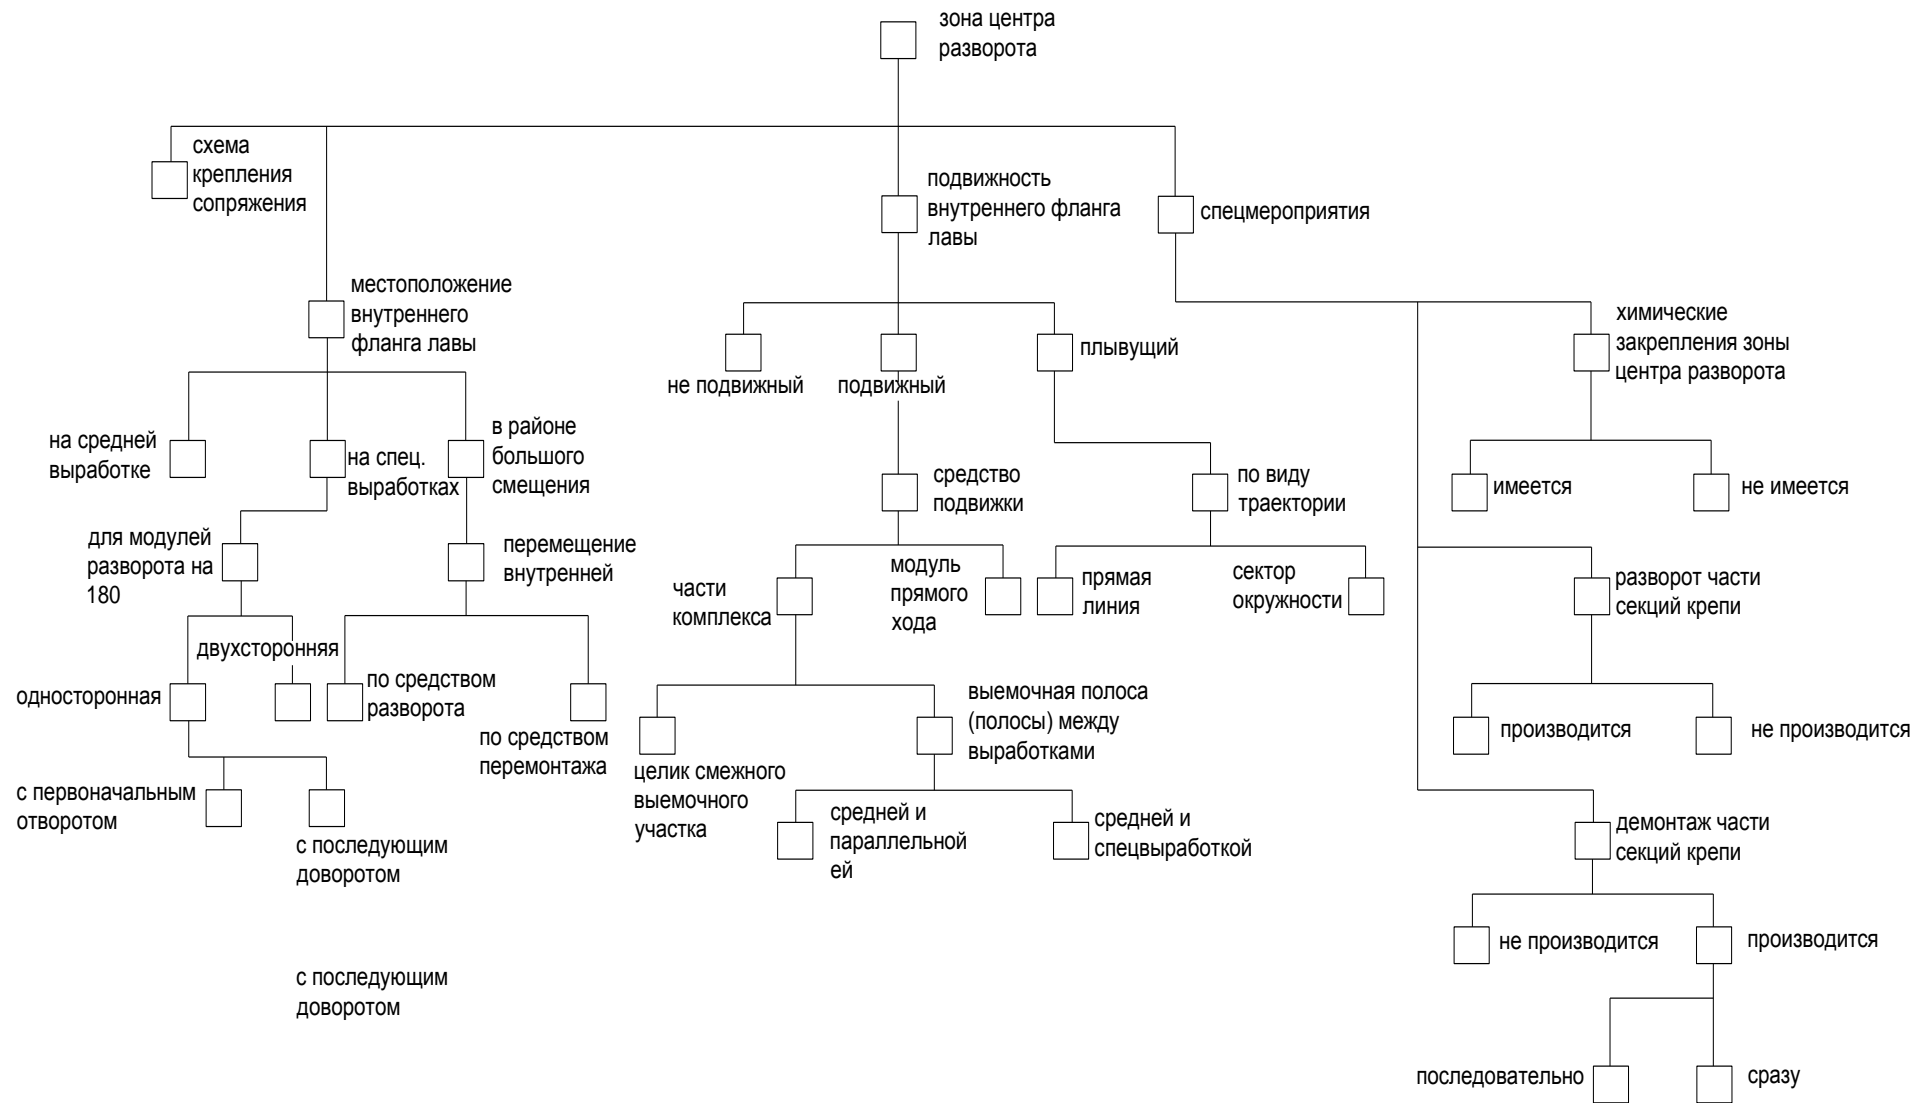 зона центра
разворота
схема
крепления
сопряжения
подвижность
внутреннего фланга
лавы
спецмероприятия
местоположение
внутреннего
фланга лавы
не подвижный
подвижный
плывущий
химические
закрепления зоны
центра разворота
на средней
выработке
на спец.
выработках
в районе
большого
смещения
средство
подвижки
по виду
траектории
имеется
не имеется
для модулей
разворота на
180
перемещение
внутренней
части
комплекса
модуль
прямого
хода
прямая
линия
сектор
окружности
разворот части
секций крепи
односторонная
двухсторонняя
по средством
разворота
по средством
перемонтажа
целик смежного
выемочного
участка
выемочная полоса
(полосы) между
выработками
производится
не производится
с первоначальным
отворотом
с последующим
доворотом
средней и
параллельной
ей
средней и
спецвыработкой
демонтаж части
секций крепи
не производится
производится
с последующим
доворотом
последовательно
сразу